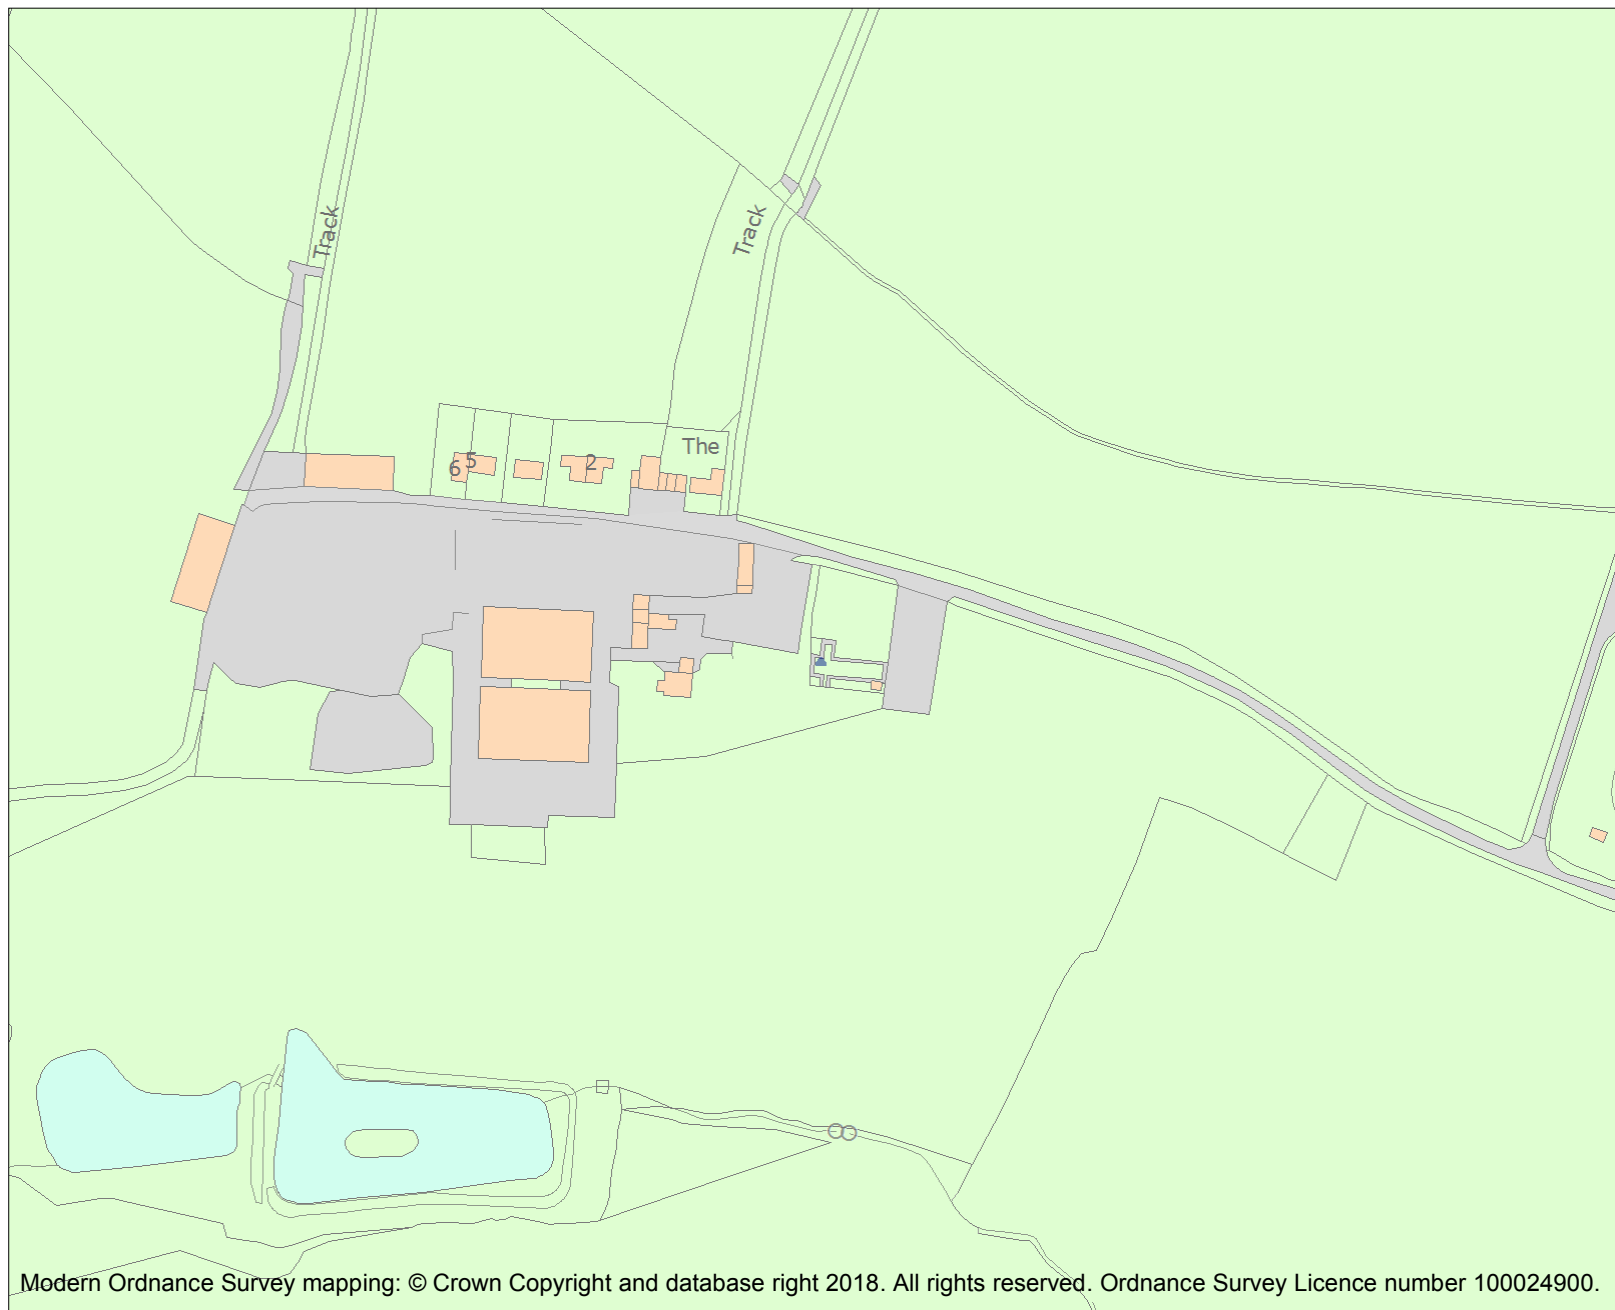 Track
Track
The
6
5
2
Modern Ordnance Survey mapping: © Crown Copyright and database right 2018. All rights reserved. Ordnance Survey Licence number 100024900.